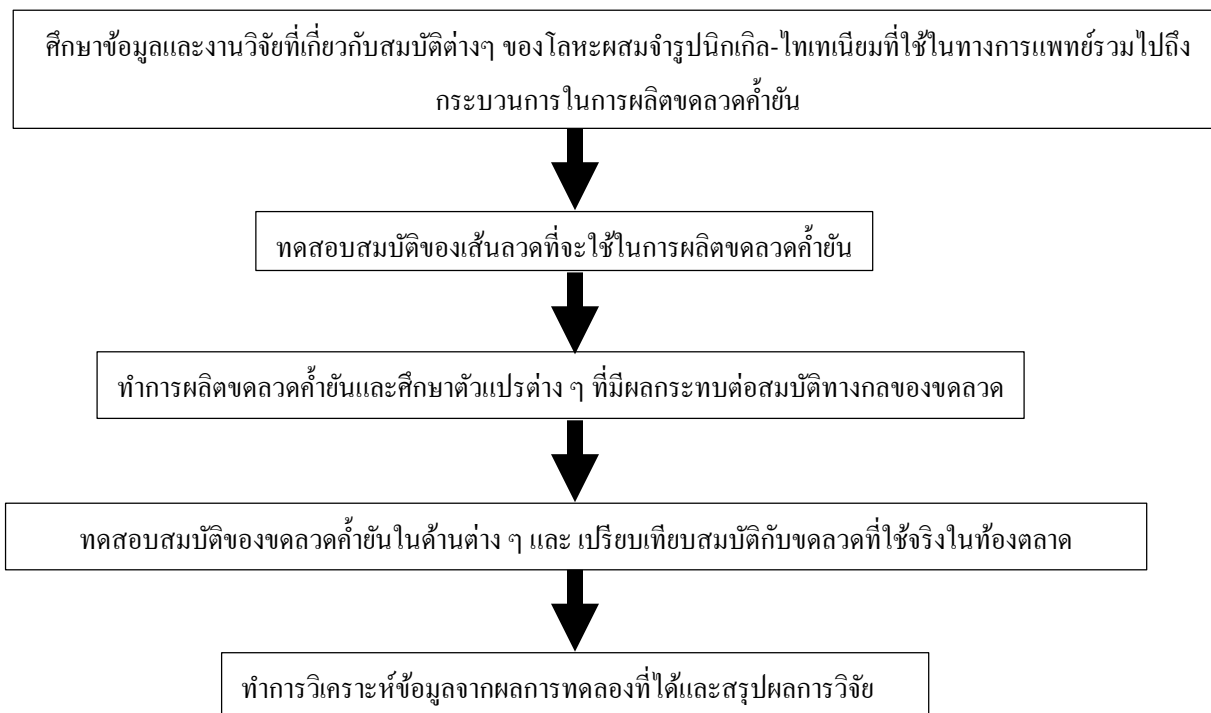 ศึกษาข้อมูลและงานวิจัยที่เกี่ยวกับสมบัติต่างๆ ของโลหะผสมจำรูปนิกเกิล-ไทเทเนียมที่ใช้ในทางการแพทย์รวมไปถึง
กระบวนการในการผลิตขดลวดค้ำยัน
ทดสอบสมบัติของเส้นลวดที่จะใช้ในการผลิตขดลวดค้ำยัน
ทำการผลิตขดลวดค้ำยันและศึกษาตัวแปรต่าง ๆ ที่มีผลกระทบต่อสมบัติทางกลของขดลวด
ทดสอบสมบัติของขดลวดค้ำยันในด้านต่าง ๆ และ เปรียบเทียบสมบัติกับขดลวดที่ใช้จริงในท้องตลาด
ทำการวิเคราะห์ข้อมูลจากผลการทดลองที่ได้และสรุปผลการวิจัย